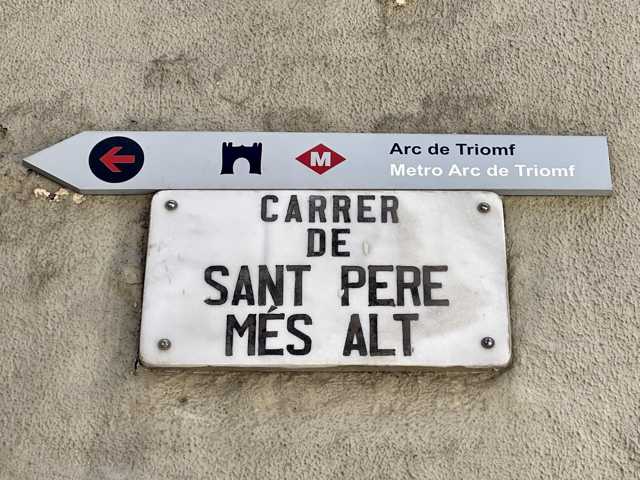 M
Arc de Triomf
Metro Arc de Triomf
CARRER
DE
SANT PERE
MÉS ALT